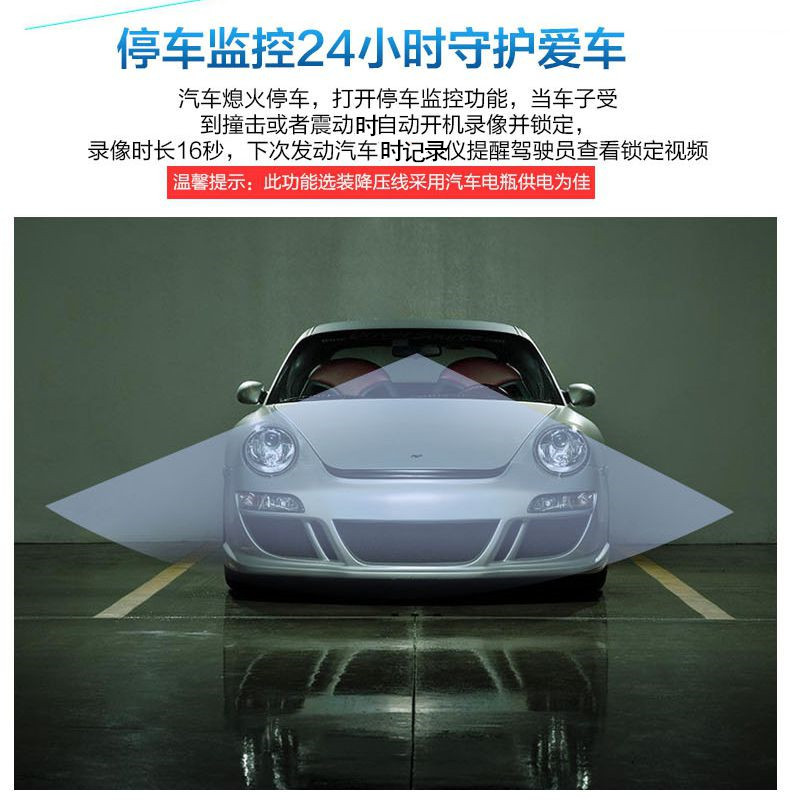 停车监控24小时守护爱车
汽车熄火停车，打开停车监控功能，当车子受
到撞击或者震动时自动开机录像并锁定，
录像时长16秒，下次发动汽车时记录仪提醒驾驶员查看锁定视频
温馨提示：此功能选装降压线采用汽车电瓶供电为佳